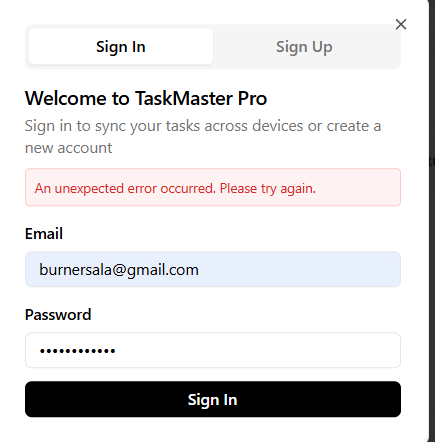 Sign In
Sign Up
Welcome to TaskMaster Pro
Sign in to sync your tasks across devices or create a
new account
An unexpected error occurred. Please try again.
Email
burnersala@gmail.com
Password
••••••••••••
Sign In